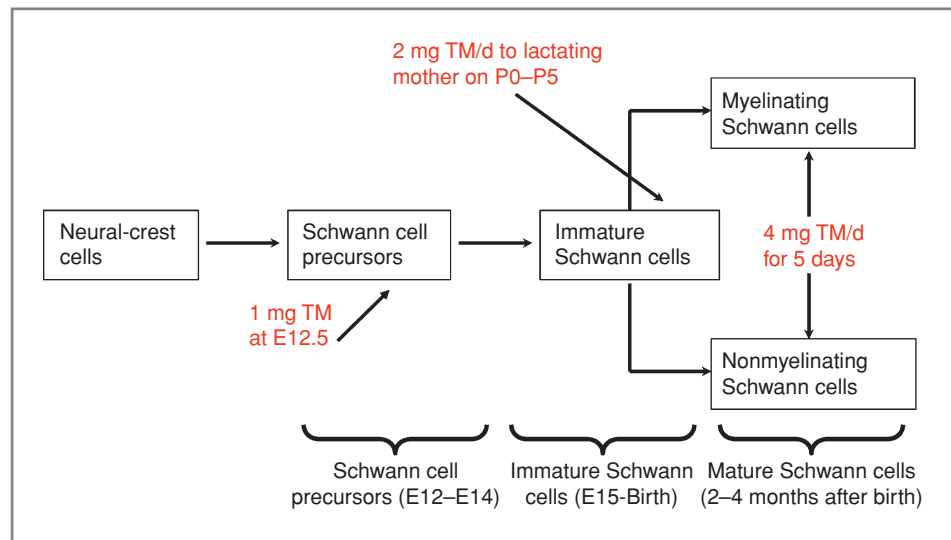 2 mg TM/d to lactating
mother on P0–P5
Myelinating
Schwann cells
Neural-crest
cells
Schwann cell
precursors
Immature
Schwann cells
4 mg TM/d
for 5 days
1 mg TM
at E12.5
Nonmyelinating
Schwann cells
Schwann cell
precursors (E12–E14)
Immature Schwann
cells (E15-Birth)
Mature Schwann cells
(2–4 months after birth)